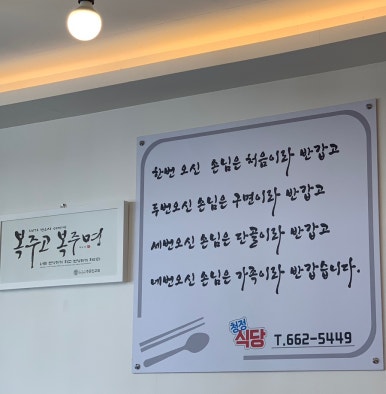 한번 오신 손님은 처음이라 반갑고
두번오신 손님은 구면이라 반갑고
세번오신 손님은 단골이라 반갑고
네번오신 손님은 가족이라 반갑습니다.
청정
식당 T.662-5449
복주고 복주며